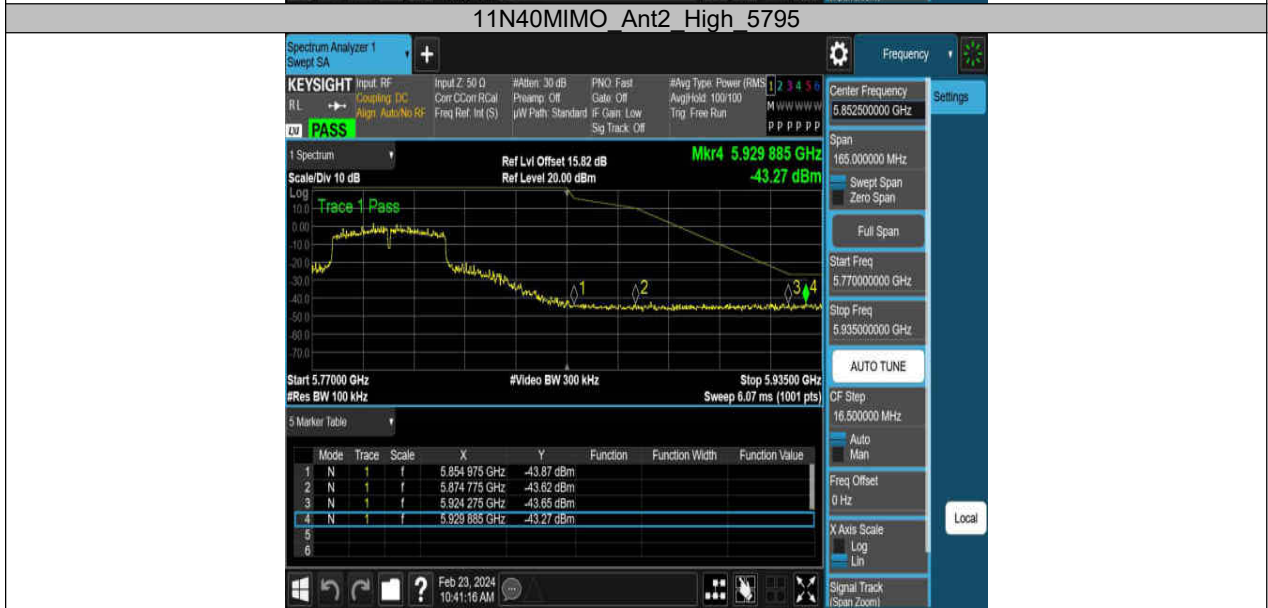 11N40MIMO_Ant2_High_5795
Spectrum Analyzer 1
Swept SA
+
Frequency
KEYSIGHT
Input: RF
Input Z: 50 Ω
#Atten: 30 dB
PNO: Fast
#Avg Type: Power (RMS
1 2 3 4 5 6
RL
Coupling: DC
Corr CCorr RCal
Preamp: Off
Gate: Off
Avg|Hold: 100/100
M W W W W W
Align: Auto/No RF
Freq Ref: Int (S)
µW Path: Standard
IF Gain: Low
Trig: Free Run
LXI
PASS
Sig Track: Off
P P P P P P
1 Spectrum
Ref Lvl Offset 15.82 dB
Mkr4 5.929 885 GHz
Scale/Div 10 dB
Ref Level 20.00 dBm
-43.27 dBm
Log
Trace 1 Pass
10.0
0.00
-10.0
-20.0
-30.0
-40.0
-50.0
-60.0
-70.0
1
2
3
4
Start 5.77000 GHz
#Video BW 300 kHz
Stop 5.93500 GHz
#Res BW 100 kHz
Sweep 6.07 ms (1001 pts)
5 Marker Table
Mode Trace Scale X Y Function Function Width Function Value
1 N 1 f 5.854 975 GHz -43.87 dBm
2 N 1 f 5.874 775 GHz -43.62 dBm
3 N 1 f 5.924 275 GHz -43.65 dBm
4 N 1 f 5.929 885 GHz -43.27 dBm
5
6
Feb 23, 2024
10:41:16 AM
Center Frequency
5.852500000 GHz
Settings
Span
165.000000 MHz
Swept Span
Zero Span
Full Span
Start Freq
5.770000000 GHz
Stop Freq
5.935000000 GHz
AUTO TUNE
CF Step
16.500000 MHz
Auto
Man
Freq Offset
0 Hz
Local
X Axis Scale
Log
Lin
Signal Track
(Span Zoom)